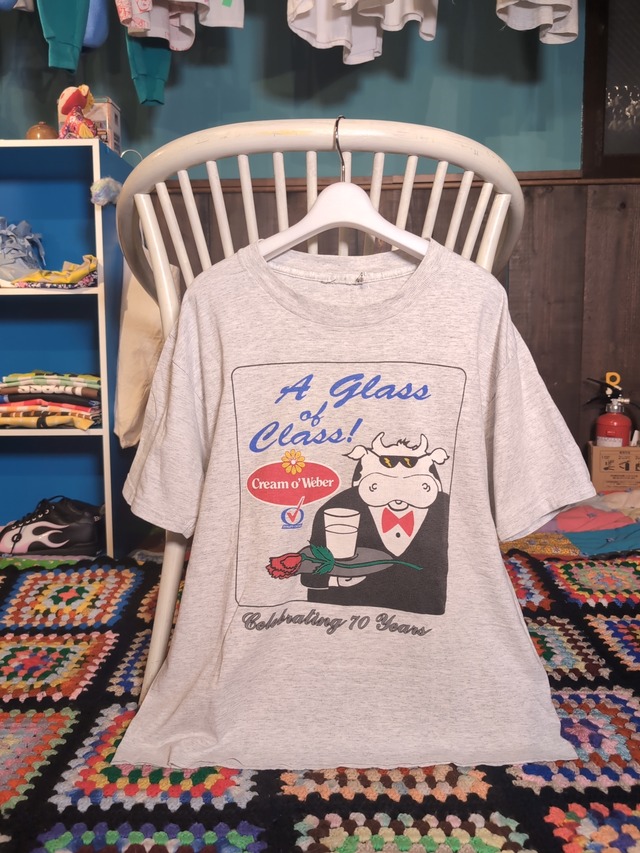 A Glass
of
Class!
Cream o' Weber
Celebrating 70 Years